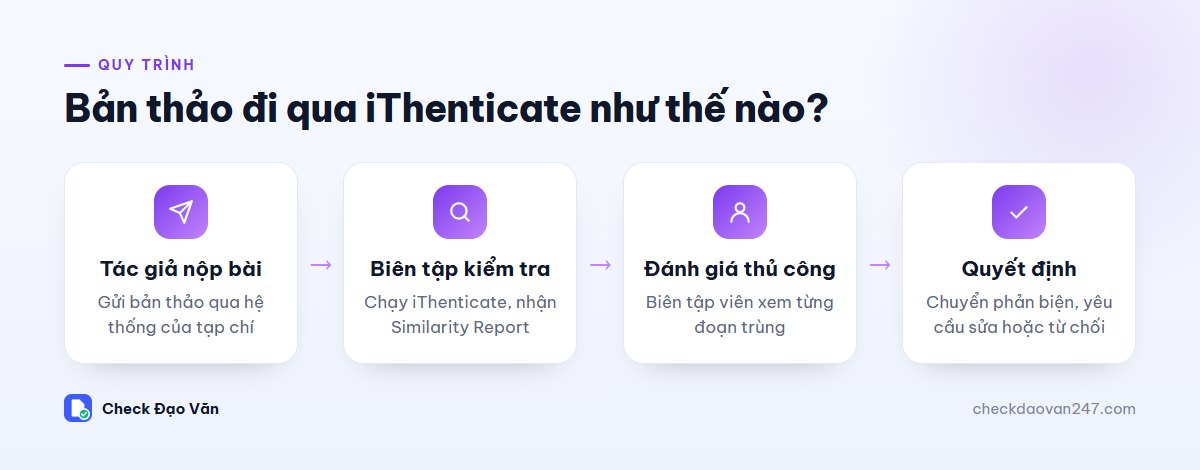 QUY TRÌNH
Bản thảo đi qua iThenticate như thế nào?
Tác giả nộp bài
Gửi bản thảo qua hệ
thống của tạp chí
Biên tập kiểm tra
Chạy iThenticate, nhận
Similarity Report
Đánh giá thủ công
Biên tập viên xem từng
đoạn trùng
Quyết định
Chuyển phản biện, yêu
cầu sửa hoặc từ chối
Check Đạo Văn
checkdaovan247.com